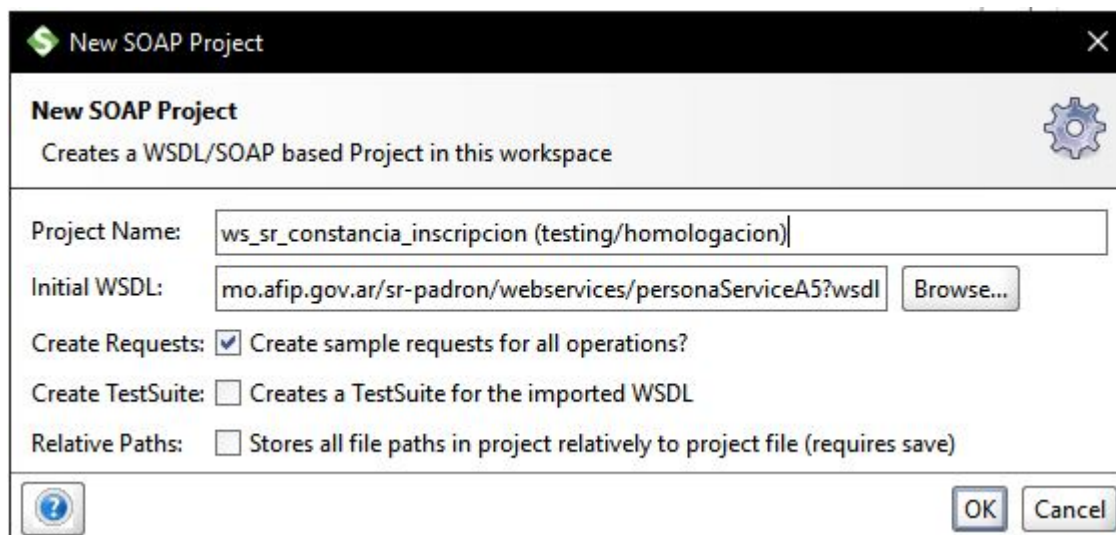 New SOAP Project
New SOAP Project
Creates a WSDL/SOAP based Project in this workspace
Project Name: ws_sr_constancia_inscripcion (testing/homologacion)
Initial WSDL: mo.afip.gov.ar/sr-padron/webservices/personaServiceA5?wsdl Browse...
Create Requests: Create sample requests for all operations?
Create TestSuite: Creates a TestSuite for the imported WSDL
Relative Paths: Stores all file paths in project relatively to project file (requires save)
? OK Cancel